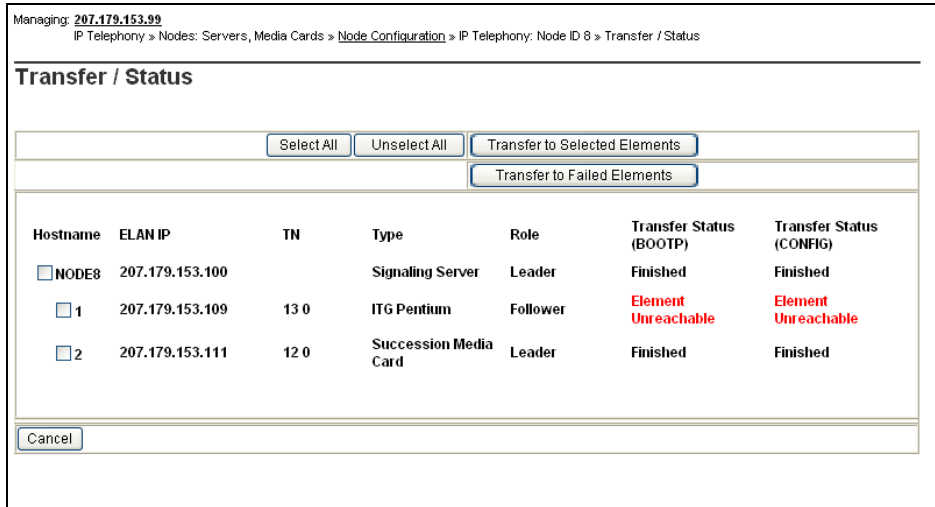 Managing: 207.179.153.99
IP Telephony » Nodes: Servers, Media Cards » Node Configuration » IP Telephony: Node ID 8 » Transfer / Status
Transfer / Status
Select All Unselect All Transfer to Selected Elements
Transfer to Failed Elements
Hostname ELAN IP TN Type Role Transfer Status (BOOTP) Transfer Status (CONFIG)
NODE8 207.179.153.100 Signaling Server Leader Finished Finished
1 207.179.153.109 13 0 ITG Pentium Follower Element Unreachable Element Unreachable
2 207.179.153.111 12 0 Succession Media Card Leader Finished Finished
Cancel